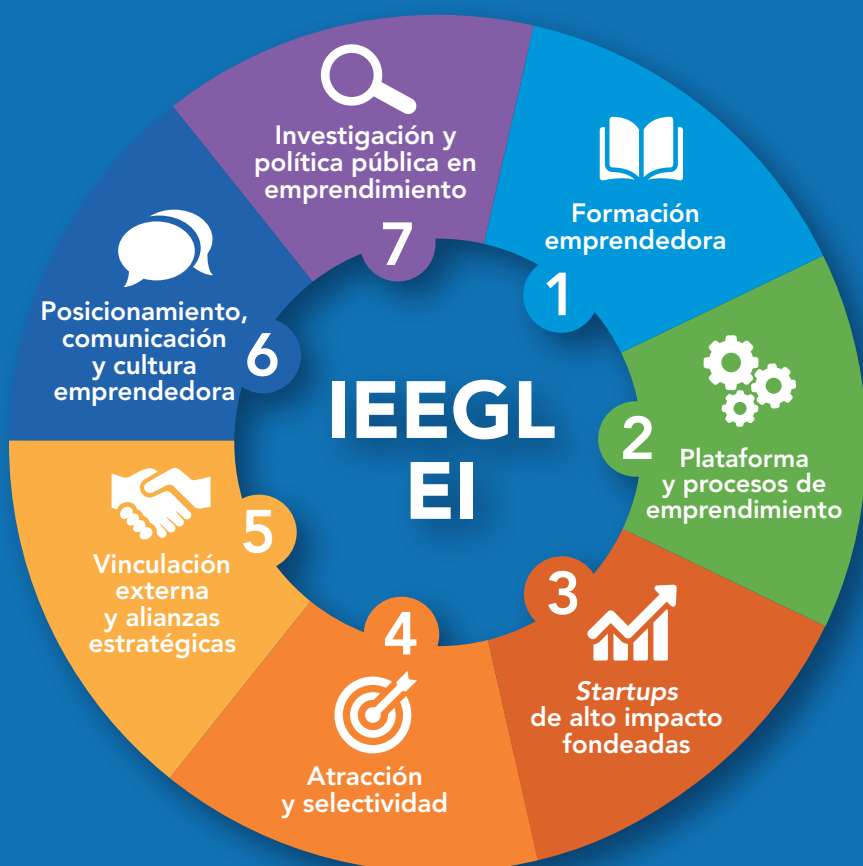 IEEGL
EI
Formación
emprendedora
1
2
Plataforma
y procesos de
emprendimiento
3
Startups
de alto impacto
fondeadas
4
Atracción
y selectividad
5
Vinculación
externa
y alianzas
estratégicas
6
Posicionamiento,
comunicación
y cultura
emprendedora
Investigación y
política pública en
emprendimiento
7